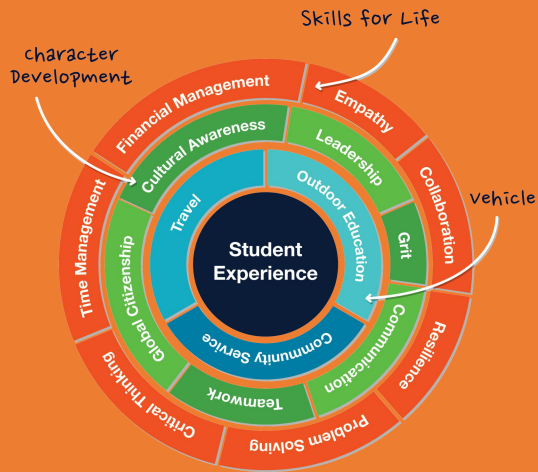 Skills for Life
Character
Development
Vehicle
Financial Management
Empathy
Collaboration
Resilience
Problem Solving
Critical Thinking
Time Management
Cultural Awareness
Leadership
Grit
Communication
Teamwork
Global Citizenship
Travel
Outdoor Education
Community Service
Student
Experience